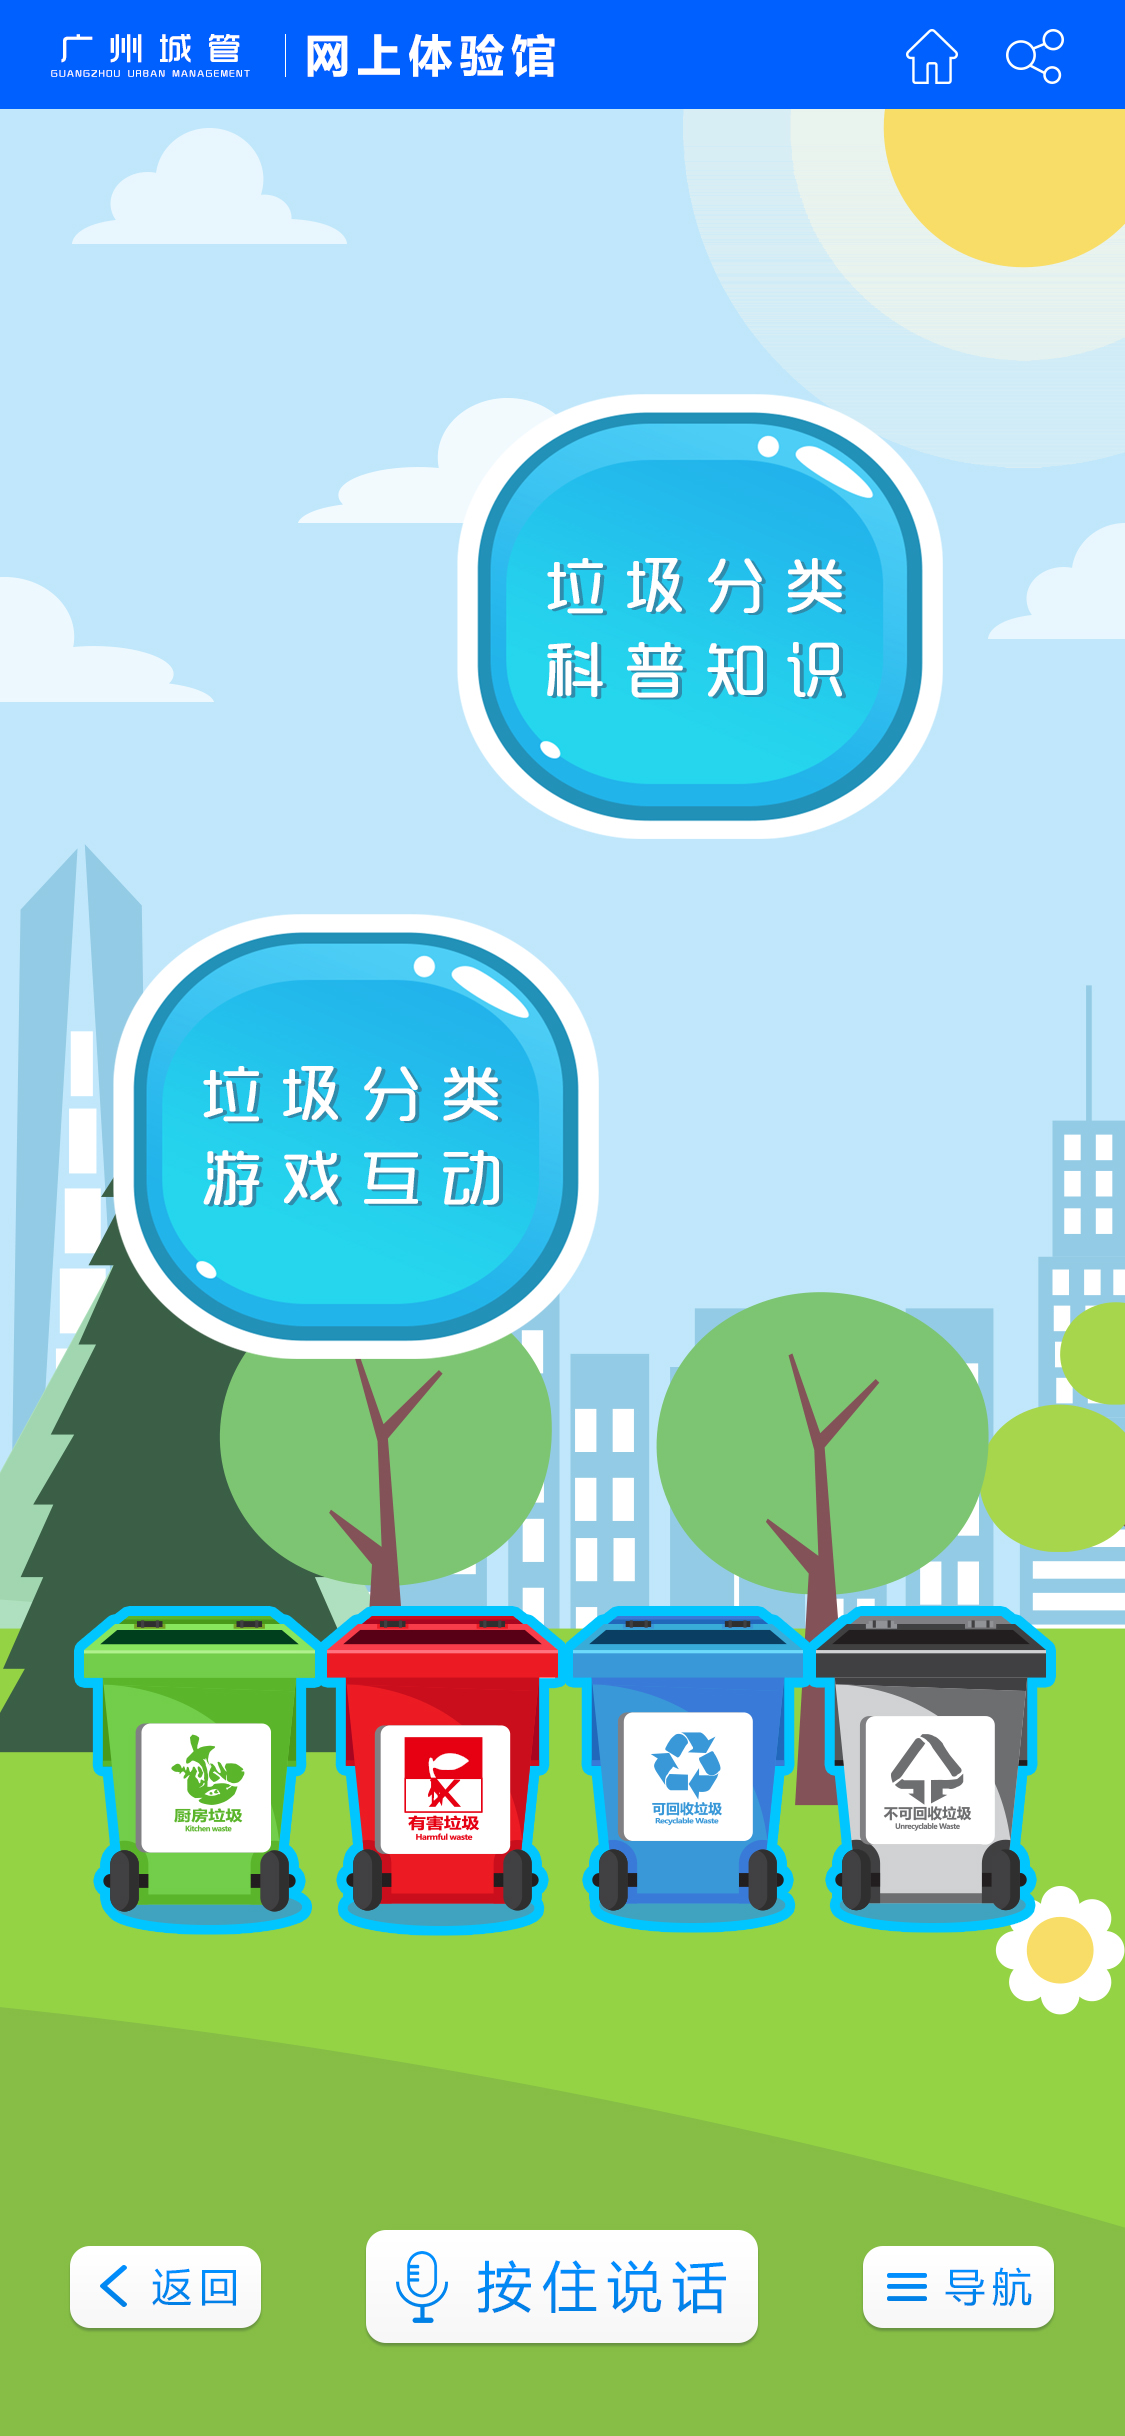 广州城管
GUANGZHOU URBAN MANAGEMENT
网上体验馆
垃圾分类
科普知识
垃圾分类
游戏互动
厨房垃圾
Kitchen waste
有害垃圾
Harmful waste
可回收垃圾
Recyclable Waste
不可回收垃圾
Unrecyclable Waste
返回
按住说话
导航